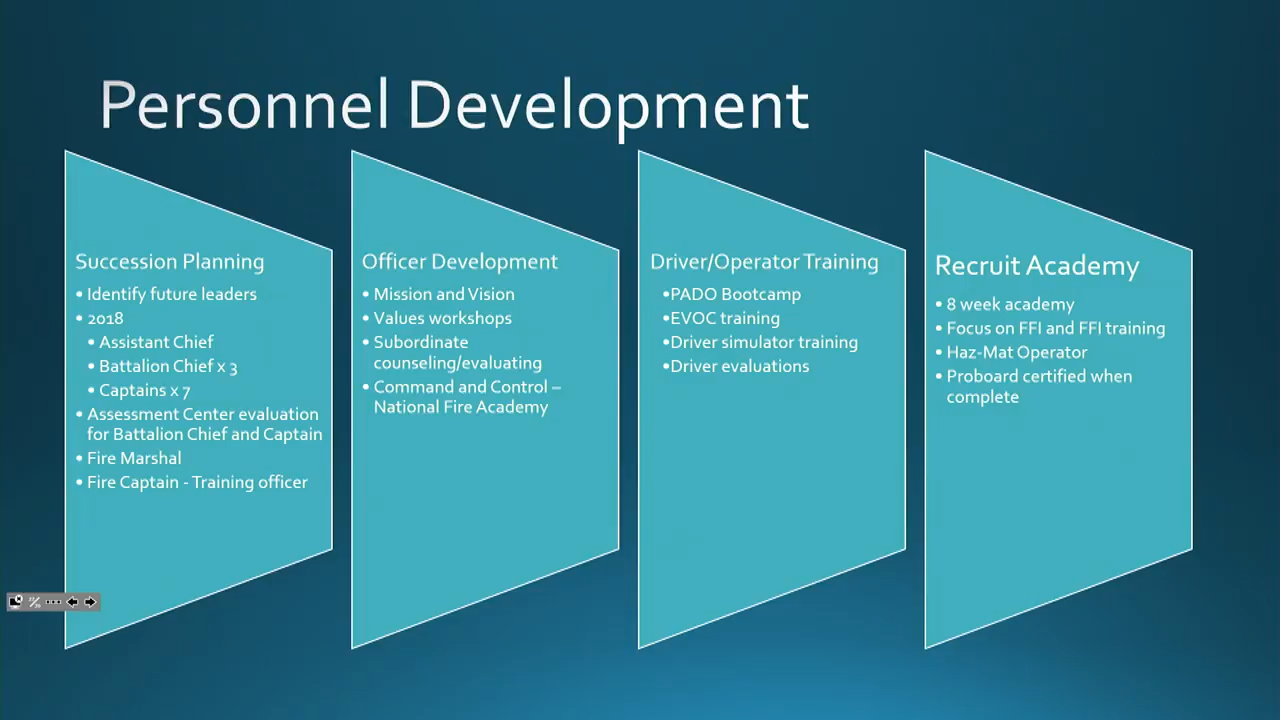 Personnel Development
Succession Planning
• Identify future leaders
• 2018
• Assistant Chief
• Battalion Chief x 3
• Captains x 7
• Assessment Center evaluation
for Battalion Chief and Captain
• Fire Marshal
• Fire Captain - Training officer
Officer Development
• Mission and Vision
• Values workshops
• Subordinate
counseling/evaluating
• Command and Control –
National Fire Academy
Driver/Operator Training
•PADO Bootcamp
•EVOC training
•Driver simulator training
•Driver evaluations
Recruit Academy
• 8 week academy
• Focus on FFI and FFI training
• Haz-Mat Operator
• Proboard certified when
complete